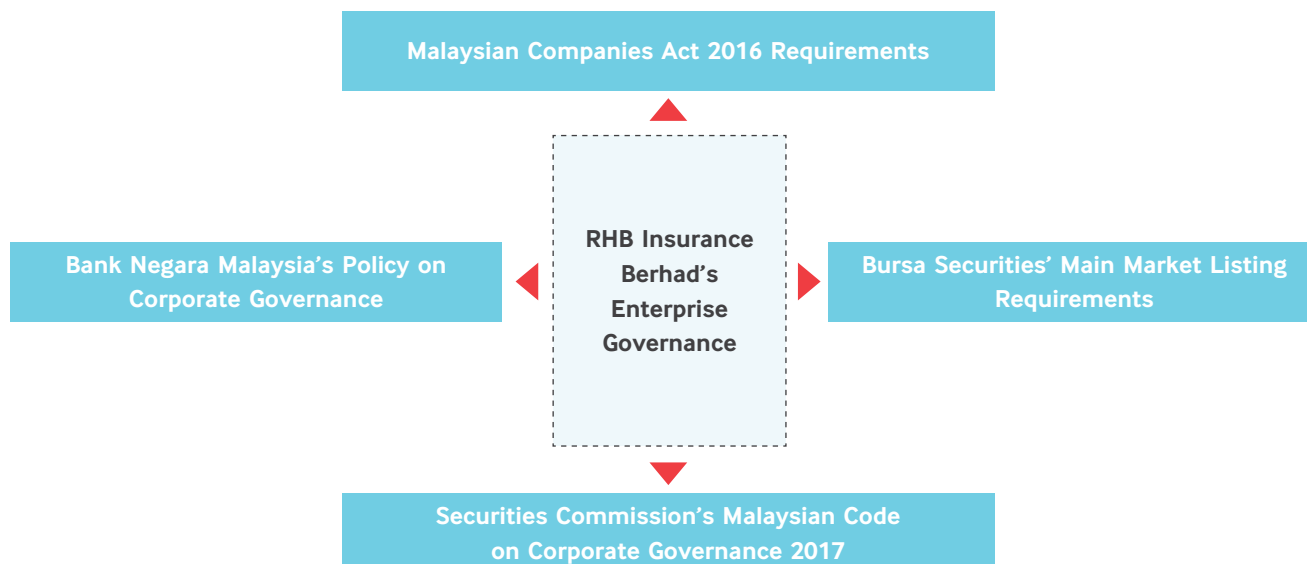 Malaysian Companies Act 2016 Requirements
RHB Insurance
Berhad’s
Enterprise
Governance
Bank Negara Malaysia’s Policy on
Corporate Governance
Bursa Securities’ Main Market Listing
Requirements
Securities Commission’s Malaysian Code
on Corporate Governance 2017